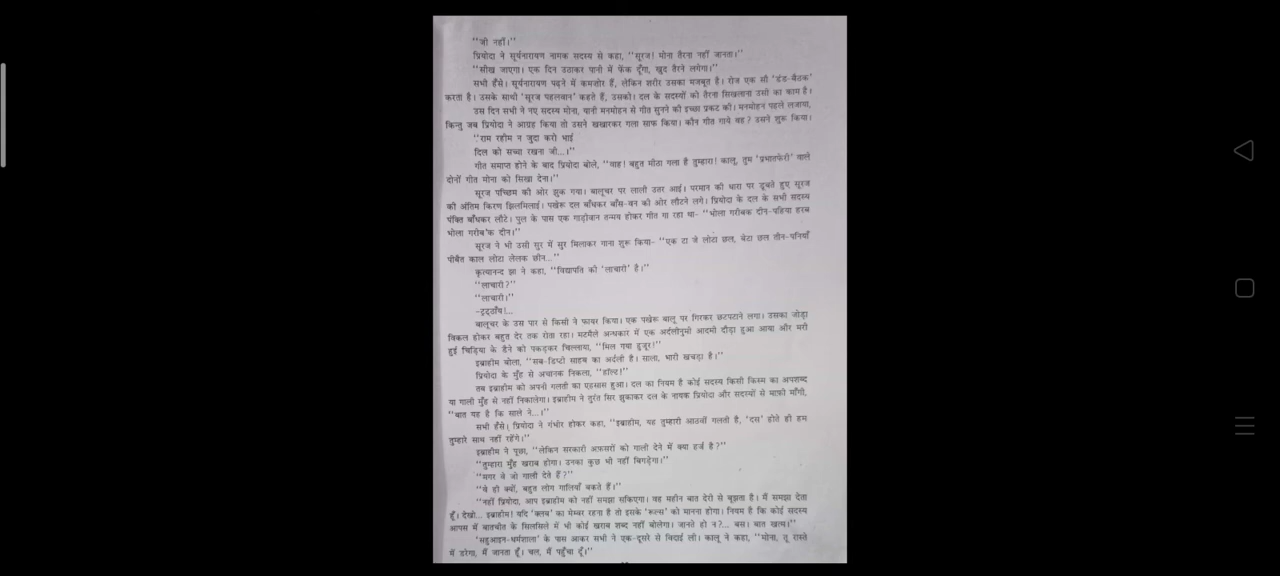 "जी नहीं।"
प्रियोदा ने सूर्यनारायण नामक सदस्य से कहा, "सूरज! मोना तैरना नहीं जानता।"
"सीख जाएगा। एक दिन उठाकर पानी में फेंक दूँगा, खुद तैरने लगेगा।"
सभी हँसे। सूर्यनारायण पढ़ने में कमजोर हैं, लेकिन शरीर उसका मजबूत है। रोज एक सौ 'डंड-बैठक'
करता है। उसके साथी 'सूरज पहलवान' कहते हैं, उसको। दल के सदस्यों को तैरना सिखलाना उसी का काम है।
उस दिन सभी ने नए सदस्य मोना, यानी मनमोहन से गीत सुनने की इच्छा प्रकट की। मनमोहन पहले लजाया,
किन्तु जब प्रियोदा ने आग्रह किया तो उसने खखारकर गला साफ किया। कौन गीत गाये वह? उसने शुरू किया।
"राम रहीम न जुदा करो भाई
दिल को सच्चा रखना जी...।"
गीत समाप्त होने के बाद प्रियोदा बोले, "वाह! बहुत मीठा गला है तुम्हारा! कालू, तुम 'प्रभातफेरी' वाले
दोनों गीत मोना को सिखा देना।"
सूरज पच्छिम की ओर झुक गया। बालूचर पर लाली उतर आई। परमान की धारा पर डूबते हुए सूरज
की अंतिम किरण झिलमिलाई। पखेरू दल बाँधकर बाँस-वन की ओर लौटने लगे। प्रियोदा के दल के सभी सदस्य
पंक्ति बाँधकर लौटे। पुल के पास एक गाड़ीवान तन्मय होकर गीत गा रहा था- "भोला गरीबक दीन-पहिया हरब
भोला गरीब'क दीन।"
सूरज ने भी उसी सुर में सुर मिलाकर गाना शुरू किया- "एक टा जे लोटा छल, बेटा छल तीन-पनियाँ
पीबैत काल लोटा लेलक छीन..."
कृत्यानन्द झा ने कहा, "विद्यापति की 'लाचारी' है।"
"लाचारी?"
"लाचारी।"
-ट्ट्ठाँय!...
बालूचर के उस पार से किसी ने फायर किया। एक पखेरू बालू पर गिरकर छटपटाने लगा। उसका जोड़ा
विकल होकर बहुत देर तक रोता रहा। मटमैले अन्धकार में एक अर्दलीनुमी आदमी दौड़ा हुआ आया और मरी
हुई चिड़िया के डैने को पकड़कर चिल्लाया, "मिल गया हुजूर!"
इब्राहीम बोला, "सब-डिप्टी साहब का अर्दली है। साला, भारी खचड़ा है।"
प्रियोदा के मुँह से अचानक निकला, "हॉल्ट!"
तब इब्राहीम को अपनी गलती का एहसास हुआ। दल का नियम है कोई सदस्य किसी किस्म का अपशब्द
या गाली मुँह से नहीं निकालेगा। इब्राहीम ने तुरंत सिर झुकाकर दल के नायक प्रियोदा और सदस्यों से माफी माँगी,
"बात यह है कि साले ने...।"
सभी हँसे। प्रियोदा ने गंभीर होकर कहा, "इब्राहीम, यह तुम्हारी आठवीं गलती है, 'दस' होते ही हम
तुम्हारे साथ नहीं रहेंगे।"
इब्राहीम ने पूछा, "लेकिन सरकारी अफ़सरों को गाली देने में क्या हर्ज है?"
"तुम्हारा मुँह खराब होगा। उनका कुछ भी नहीं बिगड़ेगा।"
"मगर वे जो गाली देते हैं?"
"वे ही क्यों, बहुत लोग गालियाँ बकते हैं।"
"नहीं प्रियोदा, आप इब्राहीम को नहीं समझा सकिएगा। वह महीन बात देरी से बूझता है। मैं समझा देता
हूँ। देखो... इब्राहीम! यदि 'क्लब' का मेम्बर रहना है तो इसके 'रूल्स' को मानना होगा। नियम है कि कोई सदस्य
आपस में बातचीत के सिलसिले में भी कोई खराब शब्द नहीं बोलेगा। जानते हो न?... बस। बात खत्म।"
'सहुआइन-धर्मशाला' के पास आकर सभी ने एक-दूसरे से विदाई ली। कालू ने कहा, "मोना, तू रास्ते
में डरेगा, मैं जानता हूँ। चल, मैं पहुँचा दूँ।"